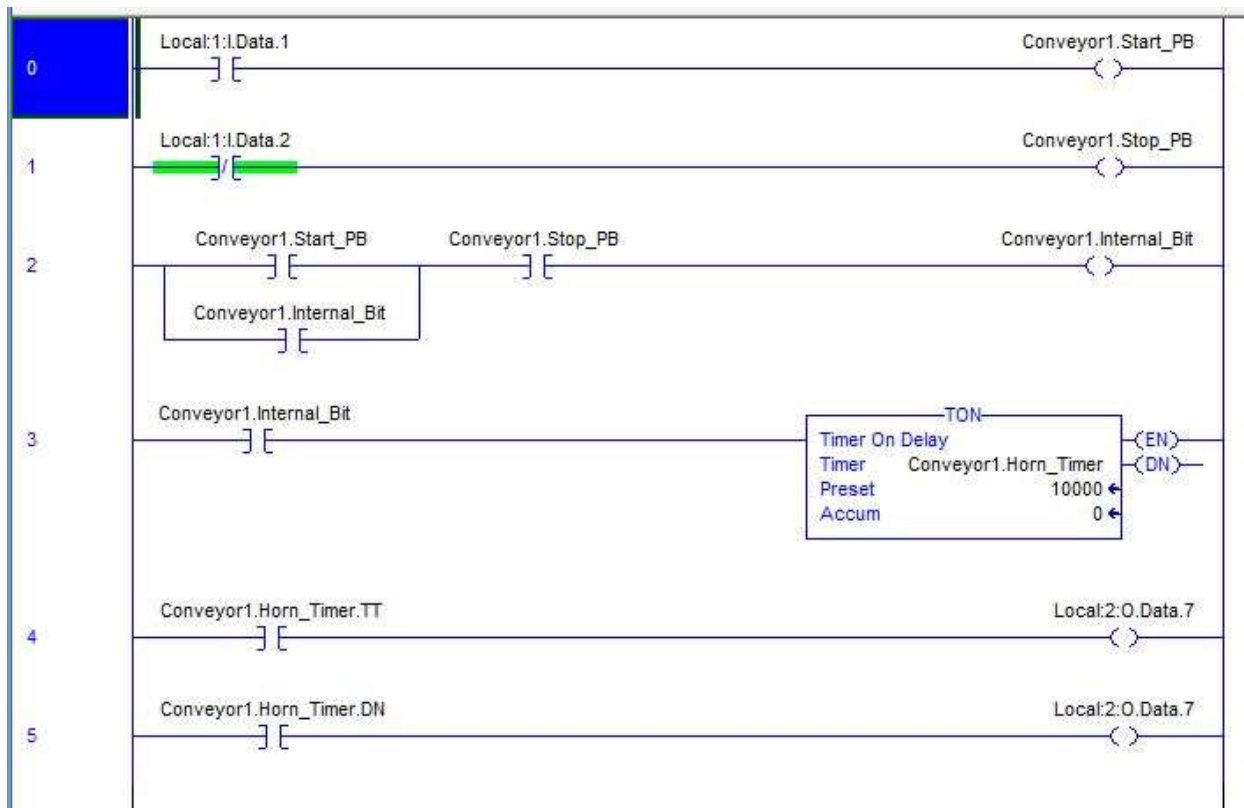 Local:1:I.Data.1
Conveyor1.Start_PB
0
Local:1:I.Data.2
Conveyor1.Stop_PB
1
Conveyor1.Start_PB
Conveyor1.Stop_PB
Conveyor1.Internal_Bit
2
Conveyor1.Internal_Bit
Conveyor1.Internal_Bit
3
TON
Timer On Delay
Timer Conveyor1.Horn_Timer
Preset 10000
Accum 0
EN
DN
Conveyor1.Horn_Timer.TT
Local:2:O.Data.7
4
Conveyor1.Horn_Timer.DN
Local:2:O.Data.7
5